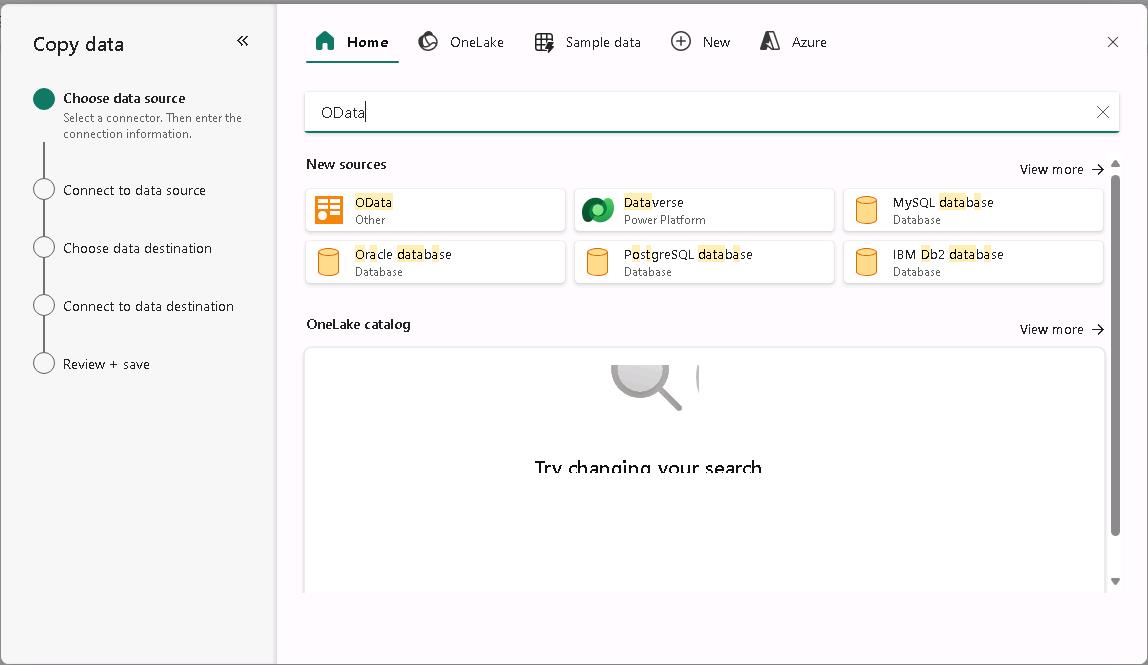 Copy data
Choose data source
Select a connector. Then enter the
connection information.
Connect to data source
Choose data destination
Connect to data destination
Review + save
Home
OneLake
Sample data
New
Azure
OData
New sources
View more
OData
Other
Dataverse
Power Platform
MySQL database
Database
Oracle database
Database
PostgreSQL database
Database
IBM Db2 database
Database
OneLake catalog
View more
Try changing your search